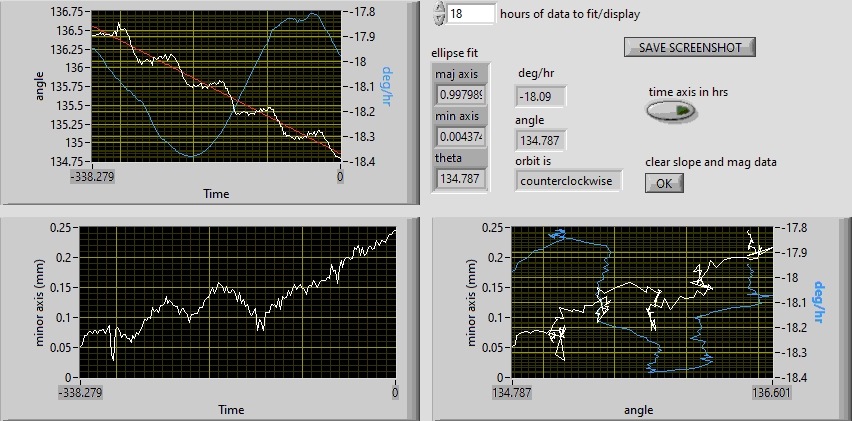 136.75
136.5
136.25
136
135.75
135.5
135.25
135
134.75
angle
-17.8
-17.9
-18
-18.1
-18.2
-18.3
-18.4
deg/hr
-338.279
0
Time
18
hours of data to fit/display
SAVE SCREENSHOT
ellipse fit
maj axis
0.997989
min axis
0.004374
theta
134.787
deg/hr
-18.09
angle
134.787
orbit is
counterclockwise
time axis in hrs
clear slope and mag data
OK
0.25
0.2
0.15
0.1
0.05
0
minor axis (mm)
-338.279
0
Time
0.25
0.2
0.15
0.1
0.05
0
minor axis (mm)
-17.8
-17.9
-18
-18.1
-18.2
-18.3
-18.4
deg/hr
134.787
136.601
angle